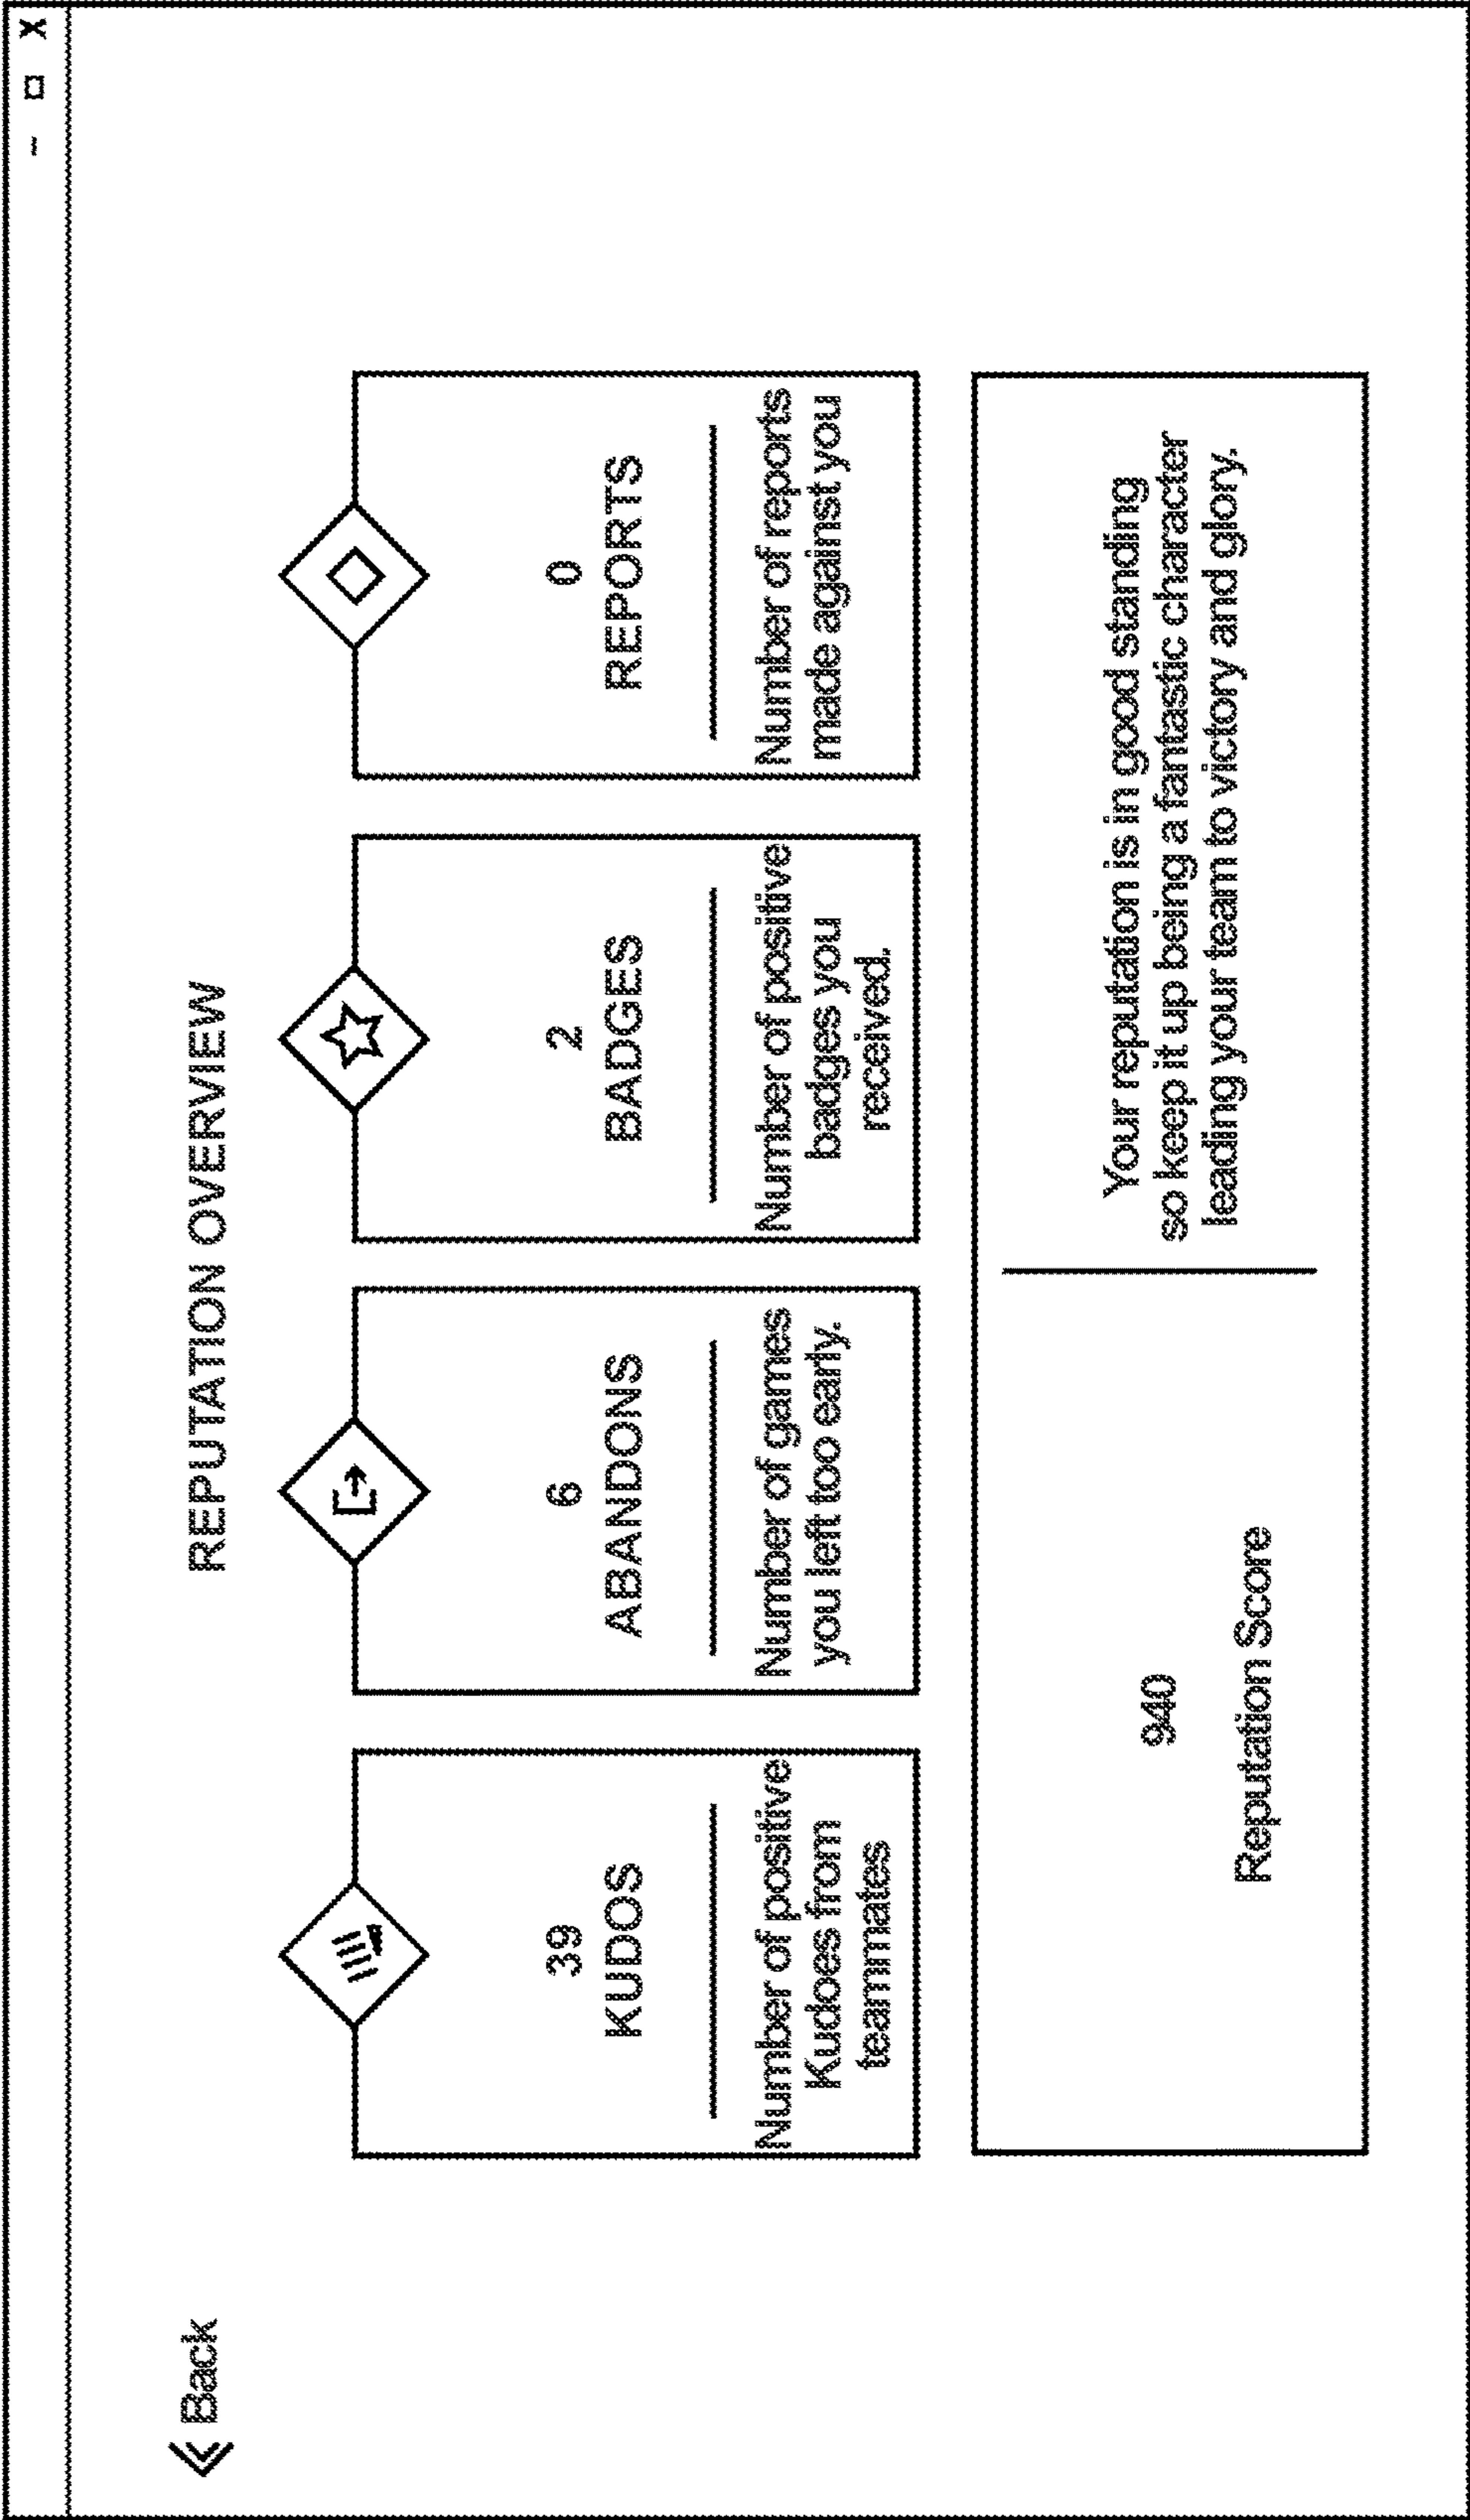 X
Back
REPUTATION OVERVIEW
39
KUDOS
Number of positive
Kudoes from
teammates
6
ABANDONS
Number of games
you left too early.
2
BADGES
Number of positive
badges you
received.
0
REPORTS
Number of reports
made against you
940
Reputation Score
Your reputation is in good standing
so keep it up being a fantastic character
leading your team to victory and glory.